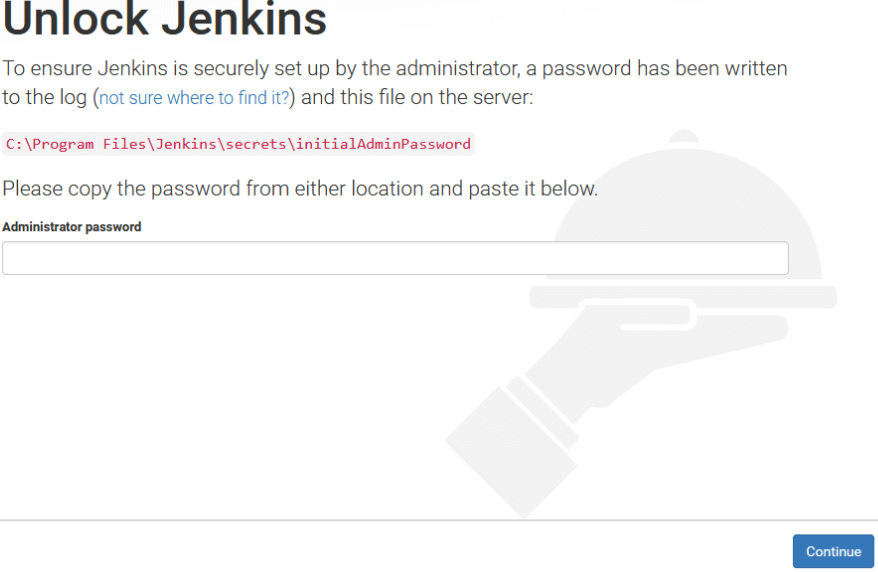 Unlock Jenkins
To ensure Jenkins is securely set up by the administrator, a password has been written
to the log (not sure where to find it?) and this file on the server:
C:\Program Files\Jenkins\secrets\initialAdminPassword
Please copy the password from either location and paste it below.
Administrator password
Continue